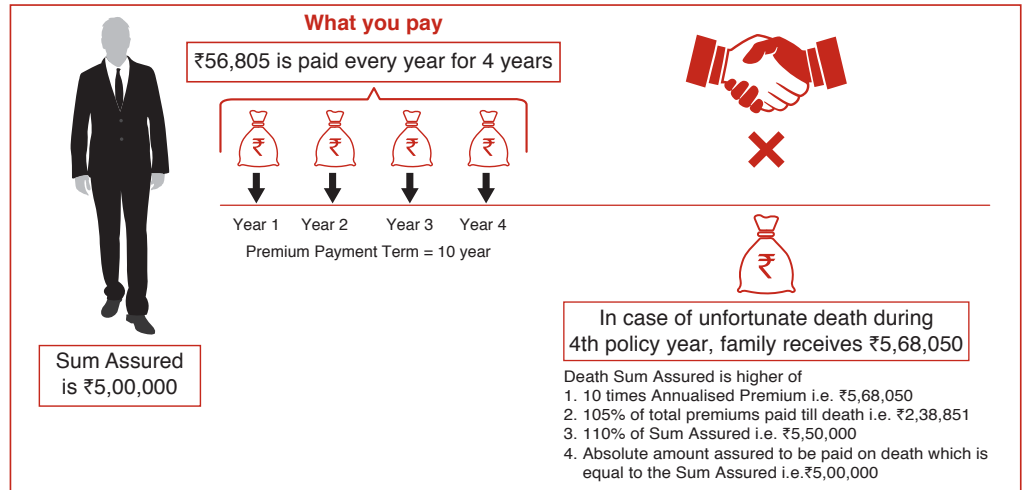 What you pay
₹56,805 is paid every year for 4 years
₹ ₹ ₹ ₹
Year 1 Year 2 Year 3 Year 4
Premium Payment Term = 10 year
Sum Assured
is ₹5,00,000
₹
In case of unfortunate death during
4th policy year, family receives ₹5,68,050
Death Sum Assured is higher of
1. 10 times Annualised Premium i.e. ₹5,68,050
2. 105% of total premiums paid till death i.e. ₹2,38,851
3. 110% of Sum Assured i.e. ₹5,50,000
4. Absolute amount assured to be paid on death which is
equal to the Sum Assured i.e.₹5,00,000